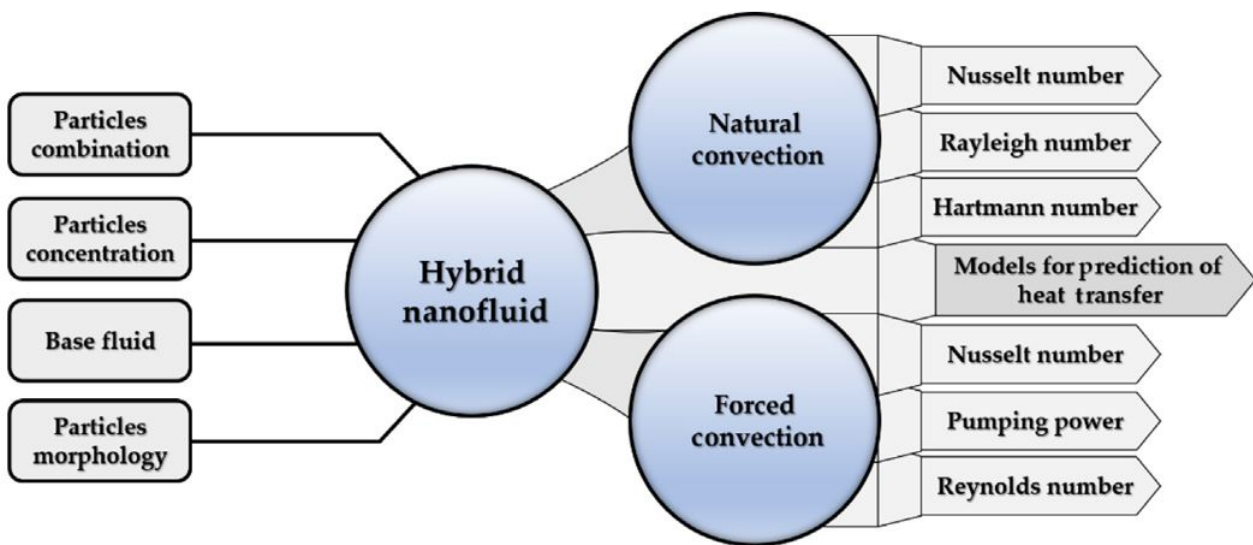 Particles
combination
Particles
concentration
Base fluid
Particles
morphology
Hybrid
nanofluid
Natural
convection
Forced
convection
Nusselt number
Rayleigh number
Hartmann number
Models for prediction of
heat transfer
Nusselt number
Pumping power
Reynolds number